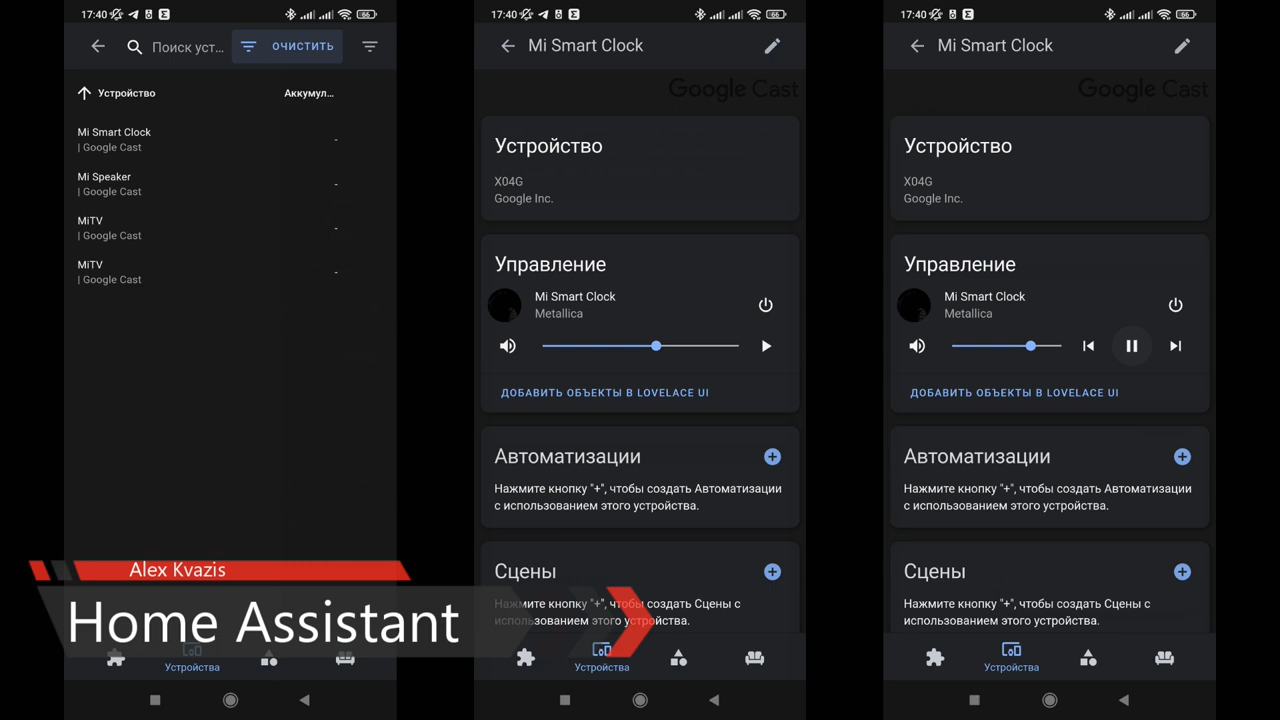 17:40
66
Поиск уст...
ОЧИСТИТЬ
Устройство
Аккумул...
Mi Smart Clock
| Google Cast
-
Mi Speaker
| Google Cast
-
MiTV
| Google Cast
-
MiTV
| Google Cast
-
Устройства
17:40
66
Mi Smart Clock
Google Cast
Устройство
X04G
Google Inc.
Управление
Mi Smart Clock
Metallica
ДОБАВИТЬ ОБЪЕКТЫ В LOVELACE UI
Автоматизации
Нажмите кнопку "+", чтобы создать Автоматизации
с использованием этого устройства.
Сцены
Нажмите кнопку "+", чтобы создать Сцены с
использованием этого устройства.
Устройства
17:40
66
Mi Smart Clock
Google Cast
Устройство
X04G
Google Inc.
Управление
Mi Smart Clock
Metallica
ДОБАВИТЬ ОБЪЕКТЫ В LOVELACE UI
Автоматизации
Нажмите кнопку "+", чтобы создать Автоматизации
с использованием этого устройства.
Сцены
Нажмите кнопку "+", чтобы создать Сцены с
использованием этого устройства.
Устройства
Alex Kvazis
Home Assistant